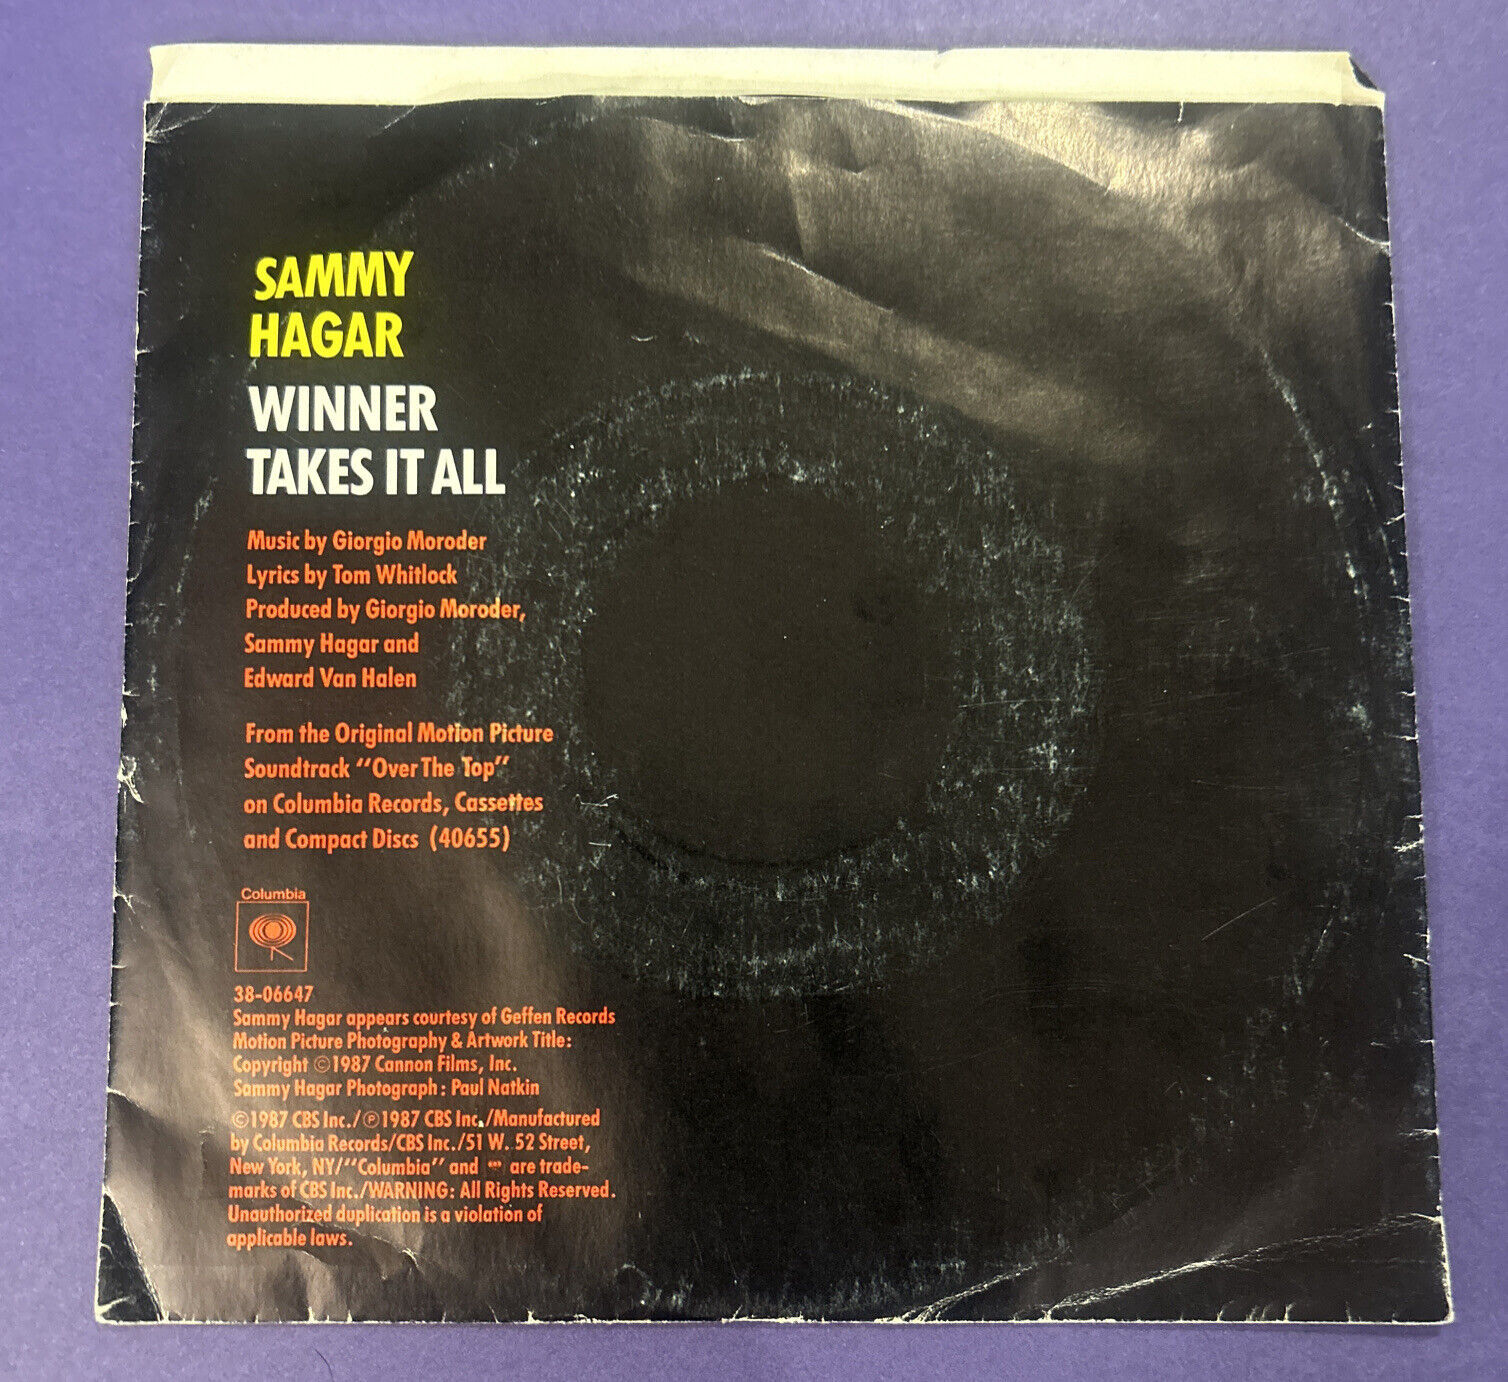 SAMMY
HAGAR
WINNER
TAKES IT ALL
Music by Giorgio Moroder
Lyrics by Tom Whitlock
Produced by Giorgio Moroder,
Sammy Hagar and
Edward Van Halen
From the Original Motion Picture
Soundtrack "Over The Top"
on Columbia Records, Cassettes
and Compact Discs (40655)
Columbia
38-06647
Sammy Hagar appears courtesy of Geffen Records
Motion Picture Photography & Artwork Title:
Copyright ©1987 Cannon Films, Inc.
Sammy Hagar Photograph: Paul Natkin
©1987 CBS Inc./℗1987 CBS Inc./Manufactured
by Columbia Records/CBS Inc./51 W. 52 Street,
New York, NY/"Columbia" and are trade-
marks of CBS Inc./WARNING: All Rights Reserved.
Unauthorized duplication is a violation of
applicable laws.